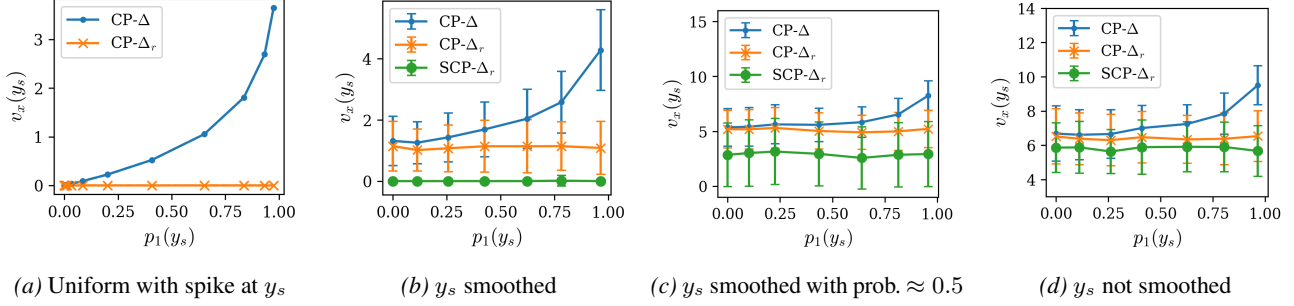 3
2
1
0
v_x(y_s)
CP-Δ
CP-Δ_r
0.00 0.25 0.50 0.75 1.00
p_1(y_s)
(a) Uniform with spike at y_s
4
2
0
v_x(y_s)
CP-Δ
CP-Δ_r
SCP-Δ_r
0.00 0.25 0.50 0.75 1.00
p_1(y_s)
(b) y_s smoothed
15
10
5
0
v_x(y_s)
CP-Δ
CP-Δ_r
SCP-Δ_r
0.00 0.25 0.50 0.75 1.00
p_1(y_s)
(c) y_s smoothed with prob. ≈ 0.5
14
12
10
8
6
4
v_x(y_s)
CP-Δ
CP-Δ_r
SCP-Δ_r
0.00 0.25 0.50 0.75 1.00
p_1(y_s)
(d) y_s not smoothed